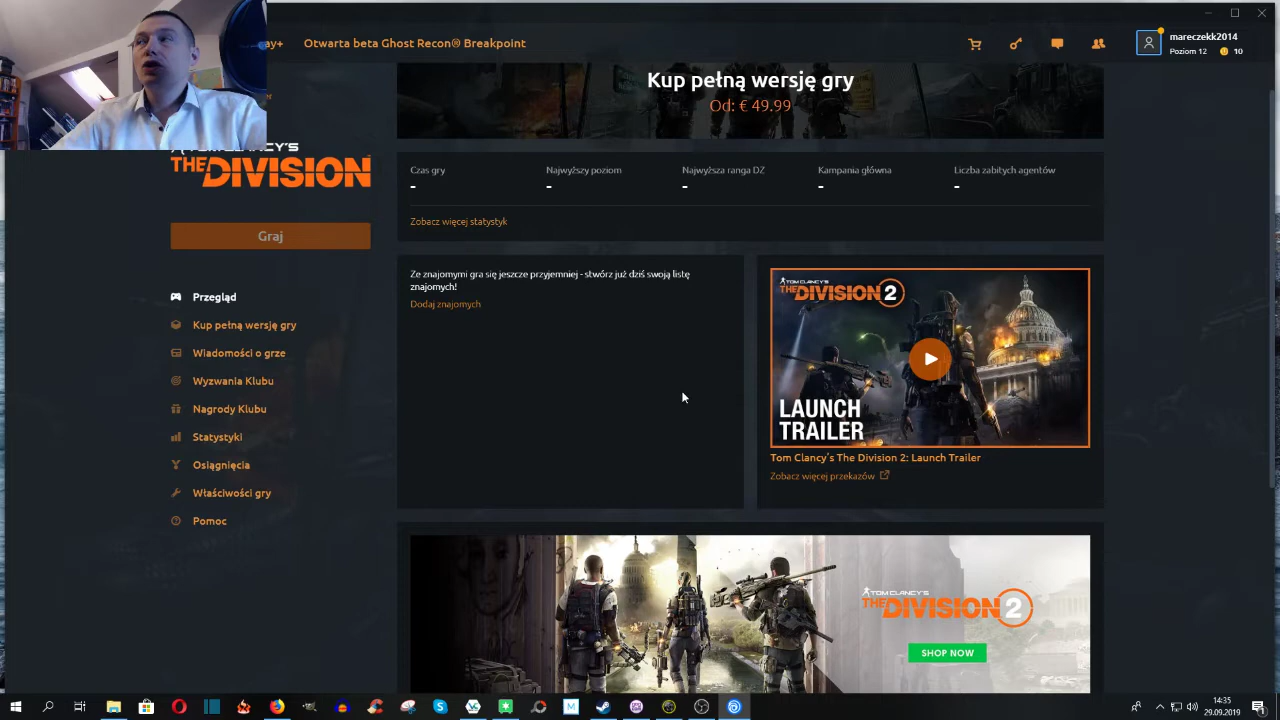 ay+
Otwarta beta Ghost Recon® Breakpoint
mareczekk2014
Poziom 12
10
Kup pełną wersję gry
Od: € 49.99
TOM CLANCY'S
THE DIVISION
Graj
Przegląd
Kup pełną wersję gry
Wiadomości o grze
Wyzwania Klubu
Nagrody Klubu
Statystyki
Osiągnięcia
Właściwości gry
Pomoc
Czas gry
-
Najwyższy poziom
-
Najwyższa ranga DZ
-
Kampania główna
-
Liczba zabitych agentów
-
Zobacz więcej statystyk
Ze znajomymi gra się jeszcze przyjemniej - stwórz już dziś swoją listę
znajomych!
Dodaj znajomych
TOM CLANCY'S
THE DIVISION 2
LAUNCH
TRAILER
Tom Clancy's The Division 2: Launch Trailer
Zobacz więcej przekazów
TOM CLANCY'S
THE DIVISION 2
SHOP NOW
14:35
29.09.2019